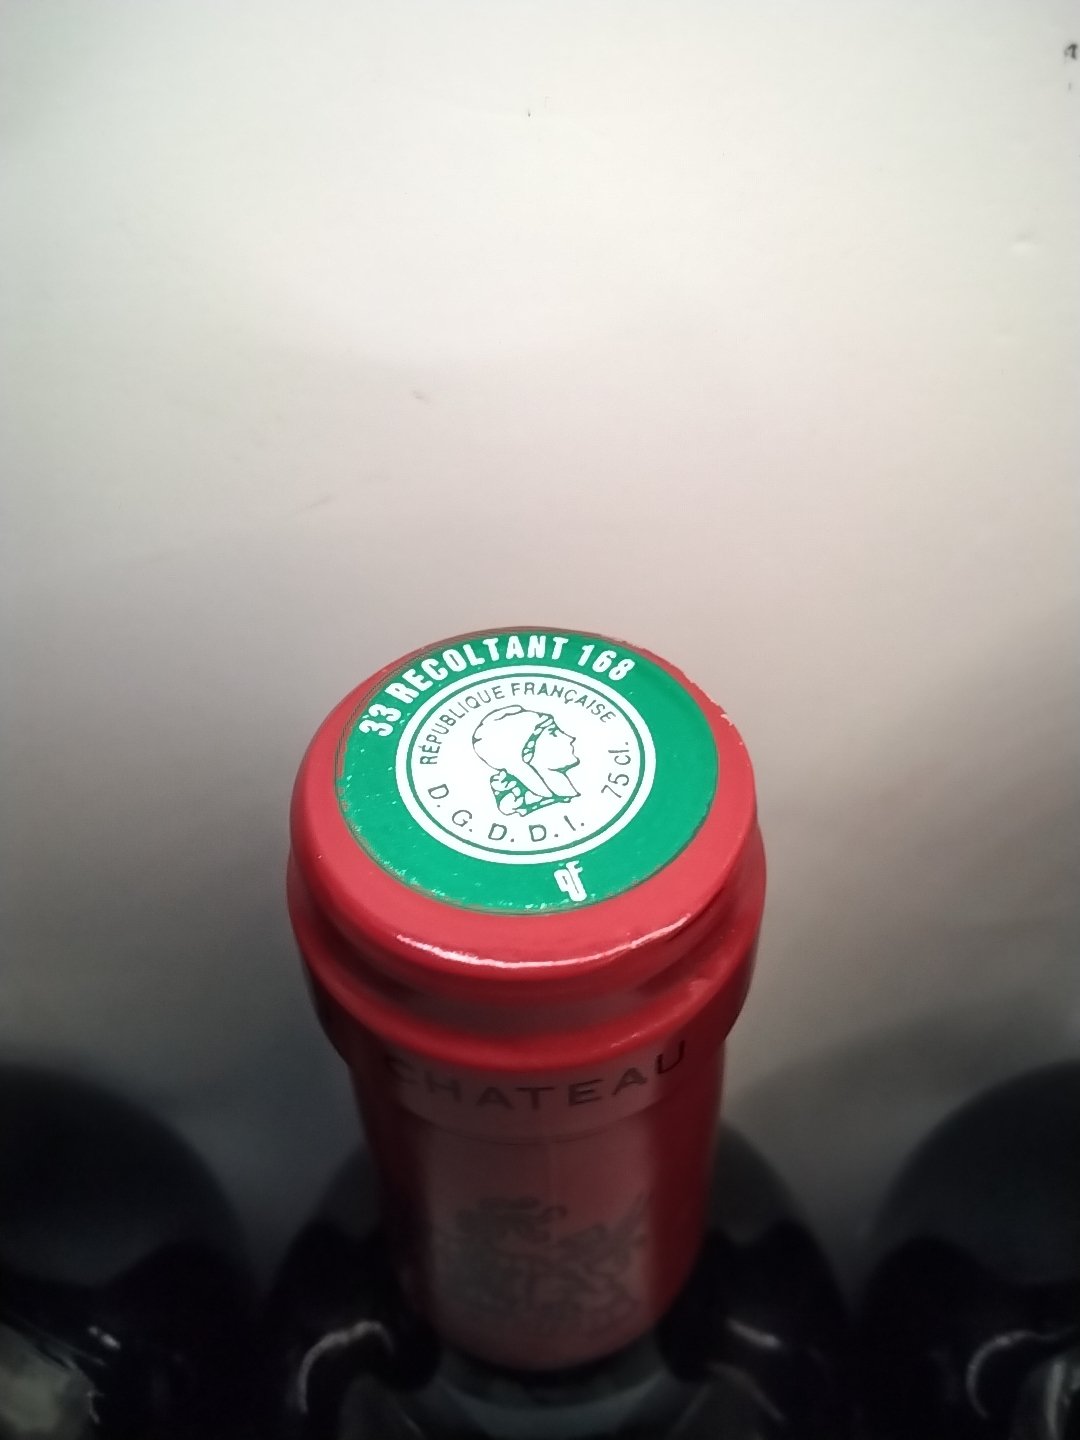 33 RECOLTANT 168
RÉPUBLIQUE FRANÇAISE
75 cl.
D. G. D. D. I.
CHATEAU